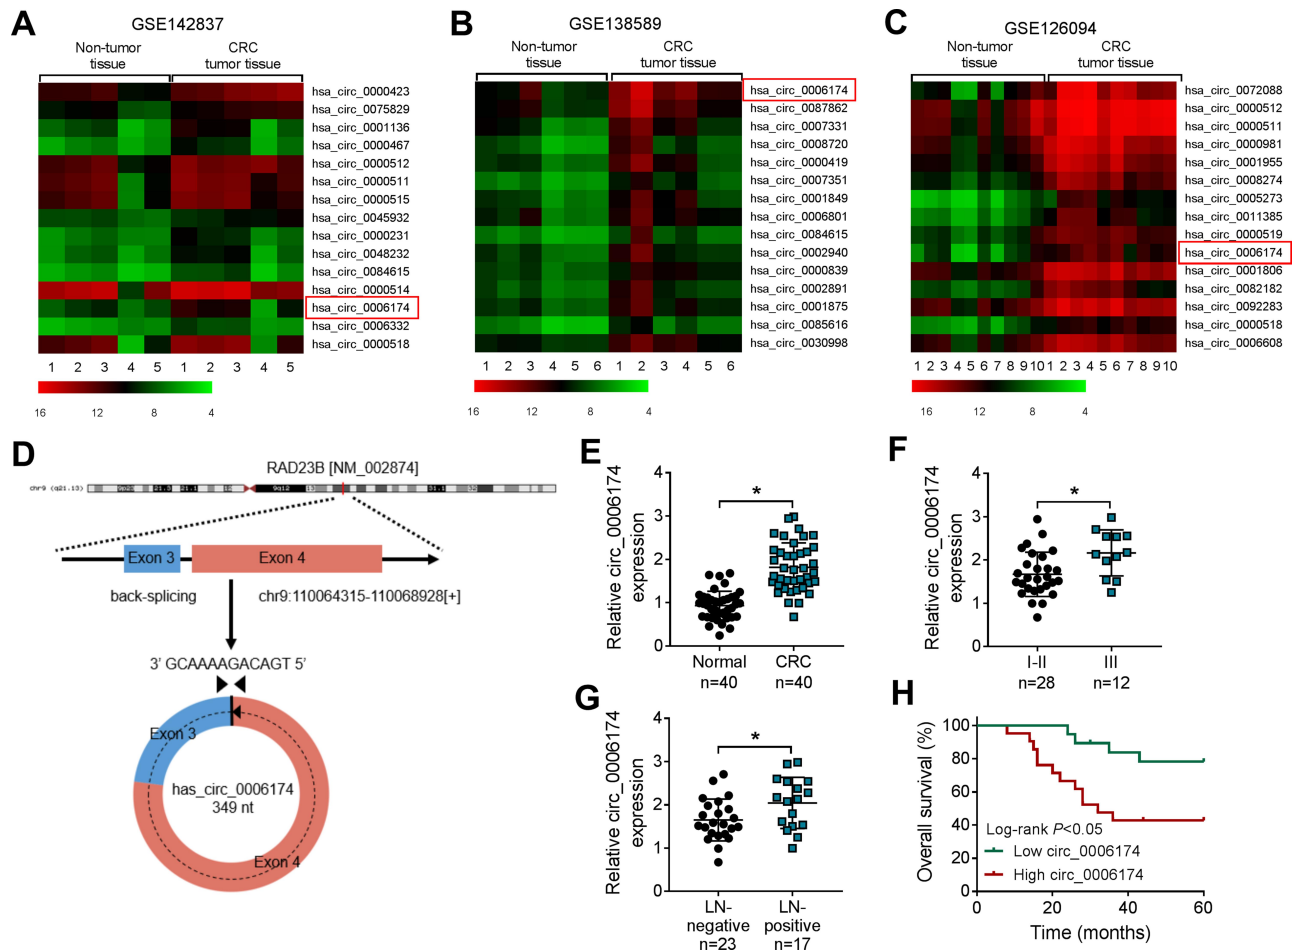 A
GSE142837
Non-tumor
tissue
CRC
tumor tissue
hsa_circ_0000423
hsa_circ_0075829
hsa_circ_0001136
hsa_circ_0000467
hsa_circ_0000512
hsa_circ_0000511
hsa_circ_0000515
hsa_circ_0045932
hsa_circ_0000231
hsa_circ_0048232
hsa_circ_0084615
hsa_circ_0000514
hsa_circ_0006174
hsa_circ_0006332
hsa_circ_0000518
1 2 3 4 5 1 2 3 4 5
16 12 8 4
B
GSE138589
Non-tumor
tissue
CRC
tumor tissue
hsa_circ_0006174
hsa_circ_0087862
hsa_circ_0007331
hsa_circ_0008720
hsa_circ_0000419
hsa_circ_0007351
hsa_circ_0001849
hsa_circ_0006801
hsa_circ_0084615
hsa_circ_0002940
hsa_circ_0000839
hsa_circ_0002891
hsa_circ_0001875
hsa_circ_0085616
hsa_circ_0030998
1 2 3 4 5 6 1 2 3 4 5 6
16 12 8 4
C
GSE126094
Non-tumor
tissue
CRC
tumor tissue
hsa_circ_0072088
hsa_circ_0000512
hsa_circ_0000511
hsa_circ_0000981
hsa_circ_0001955
hsa_circ_0008274
hsa_circ_0005273
hsa_circ_0011385
hsa_circ_0000519
hsa_circ_0006174
hsa_circ_0001806
hsa_circ_0082182
hsa_circ_0092283
hsa_circ_0000518
hsa_circ_0006608
1 2 3 4 5 6 7 8 9 10 1 2 3 4 5 6 7 8 9 10
16 12 8 4
D
RAD23B [NM_002874]
chr9 (q21.13)
9q12
Exon 3
Exon 4
back-splicing
chr9:110064315-110068928[+]
3' GCAAAAGACAGT 5'
Exon 3
has_circ_0006174
349 nt
Exon 4
E
Relative circ_0006174
expression
4
3
2
1
0
*
Normal
n=40
CRC
n=40
F
Relative circ_0006174
expression
4
3
2
1
0
*
I-II
n=28
III
n=12
G
Relative circ_0006174
expression
4
3
2
1
0
*
LN-
negative
n=23
LN-
positive
n=17
H
Overall survival (%)
100
80
60
40
20
0
Log-rank P<0.05
Low circ_0006174
High circ_0006174
0 20 40 60
Time (months)